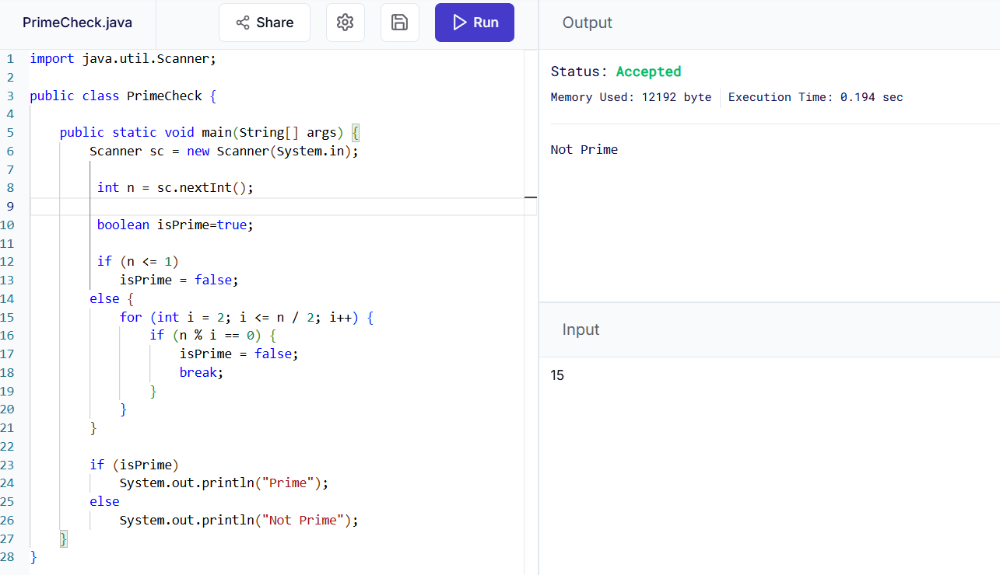 PrimeCheck.java
Share
Run
1 import java.util.Scanner;
2
3 public class PrimeCheck {
4
5     public static void main(String[] args) {
6         Scanner sc = new Scanner(System.in);
7
8          int n = sc.nextInt();
9
10          boolean isPrime=true;
11
12          if (n <= 1)
13             isPrime = false;
14         else {
15             for (int i = 2; i <= n / 2; i++) {
16                 if (n % i == 0) {
17                     isPrime = false;
18                     break;
19                 }
20             }
21         }
22
23         if (isPrime)
24             System.out.println("Prime");
25         else
26             System.out.println("Not Prime");
27     }
28 }
Output
Status: Accepted
Memory Used: 12192 byte Execution Time: 0.194 sec
Not Prime
Input
15